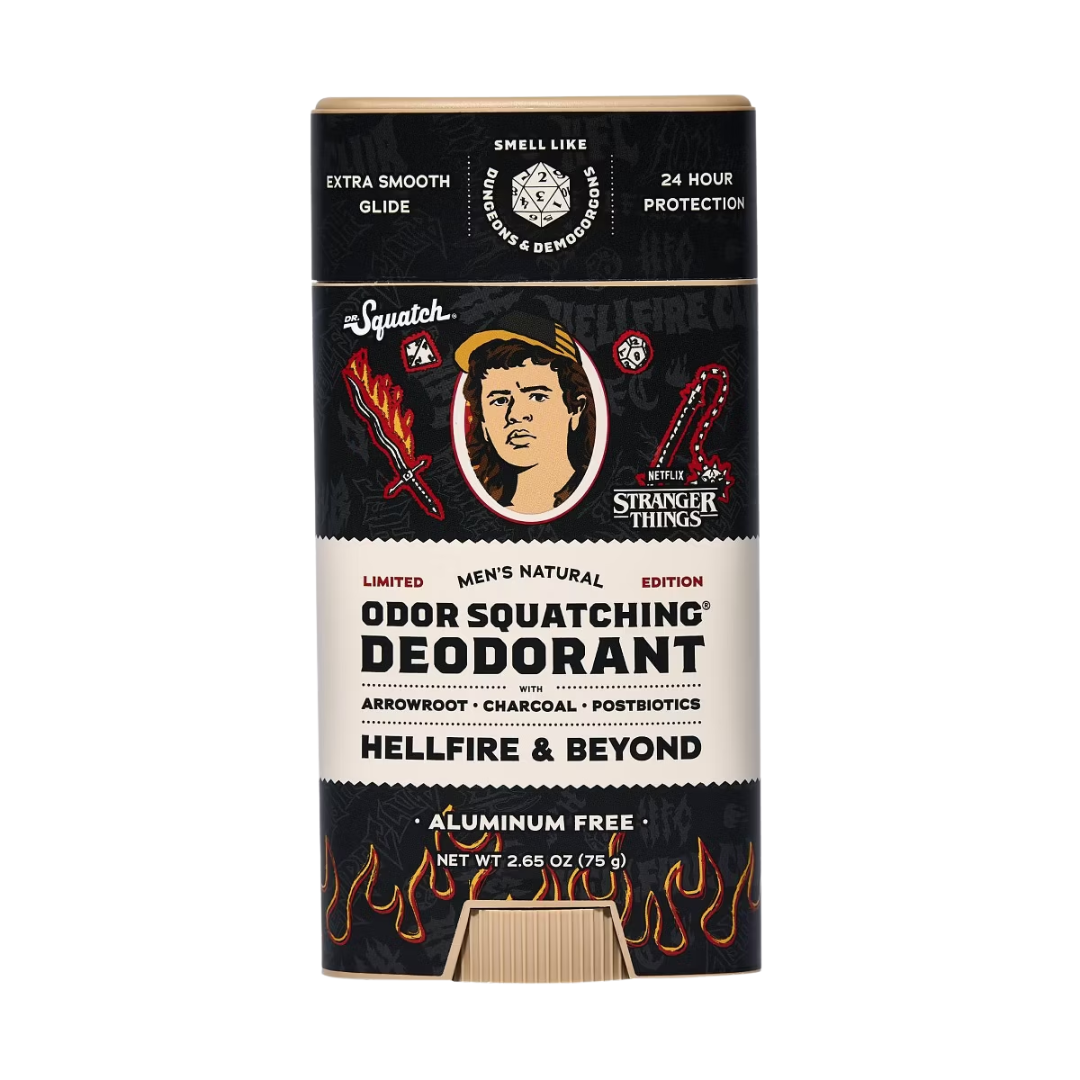 SMELL LIKE
DUNGEONS & DEMOGORGONS
EXTRA SMOOTH
GLIDE
24 HOUR
PROTECTION
DR. Squatch®
HELLFIRE C
NETFLIX
STRANGER
THINGS
LIMITED
MEN'S NATURAL
EDITION
ODOR SQUATCHING®
DEODORANT
WITH
ARROWROOT • CHARCOAL • POSTBIOTICS
HELLFIRE & BEYOND
• ALUMINUM FREE •
NET WT 2.65 OZ (75 g)